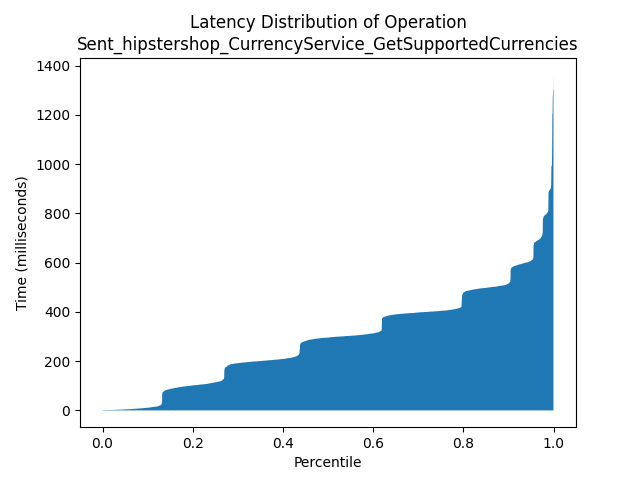 Latency Distribution of Operation
Sent_hipstershop_CurrencyService_GetSupportedCurrencies
1400
1200
1000
800
600
400
200
0
Time (milliseconds)
0.0 0.2 0.4 0.6 0.8 1.0
Percentile